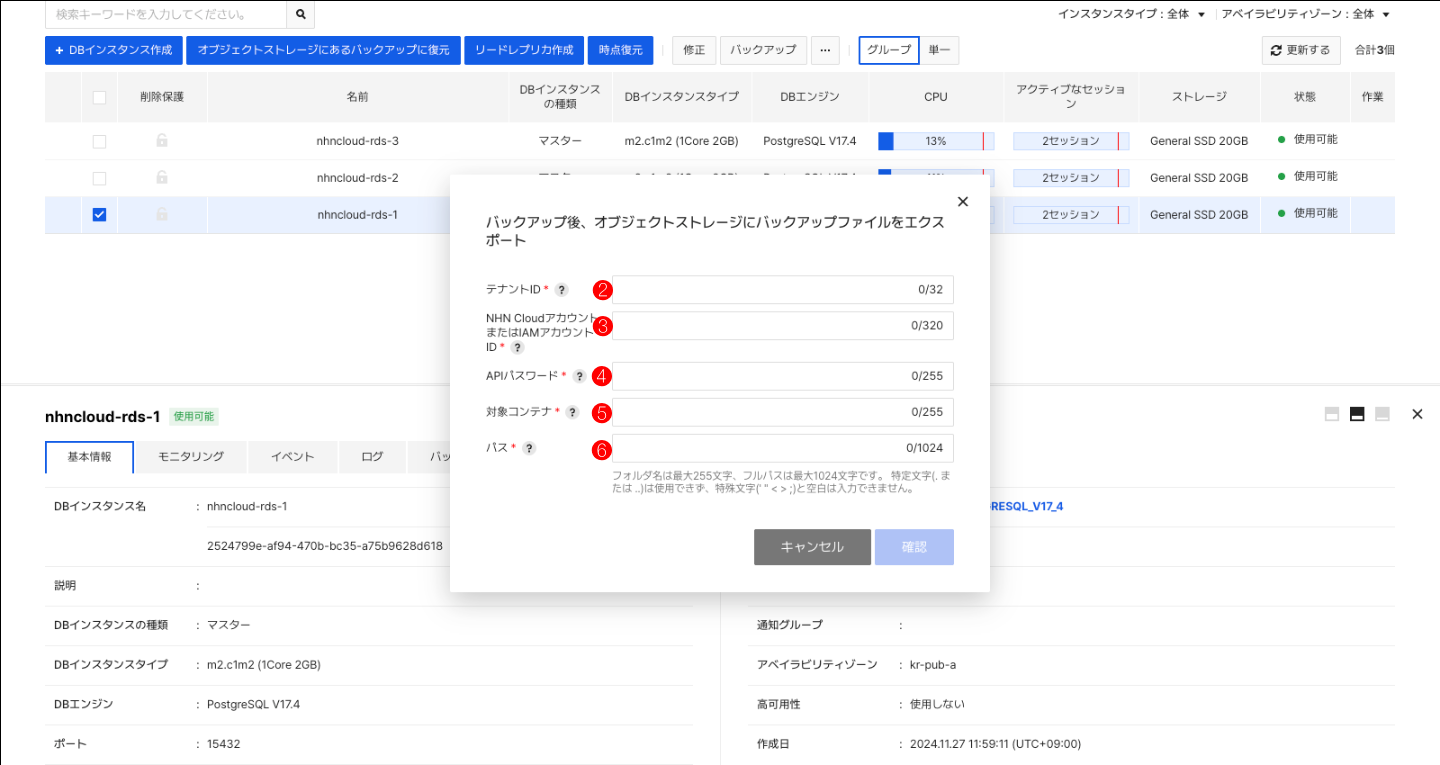 検索キーワードを入力してください。
インスタンスタイプ : 全体 アベイラビリティゾーン : 全体
+ DBインスタンス作成 オブジェクトストレージにあるバックアップに復元 リードレプリカ作成 時点復元 修正 バックアップ ... グループ 単一 更新する 合計3個
削除保護 名前 DBインスタンスの種類 DBインスタンスタイプ DBエンジン CPU アクティブなセッション ストレージ 状態 作業
nhncloud-rds-3 マスター m2.c1m2 (1Core 2GB) PostgreSQL V17.4 13% 2セッション General SSD 20GB 使用可能
nhncloud-rds-2 2セッション General SSD 20GB 使用可能
nhncloud-rds-1 2セッション General SSD 20GB 使用可能
バックアップ後、オブジェクトストレージにバックアップファイルをエクス
ポート
テナントID * ? 2 0/32
NHN Cloudアカウント
またはIAMアカウント
ID * ? 3 0/320
APIパスワード * ? 4 0/255
対象コンテナ * ? 5 0/255
パス * ? 6 0/1024
フォルダ名は最大255文字、フルパスは最大1024文字です。 特定文字(. ま
たは ..)は使用できず、特殊文字(' " < > ;)と空白は入力できません。
キャンセル 確認
nhncloud-rds-1 使用可能
基本情報 モニタリング イベント ログ バッ
DBインスタンス名 : nhncloud-rds-1
RESQL_V17_4
2524799e-af94-470b-bc35-a75b9628d618
説明 :
DBインスタンスの種類 : マスター
通知グループ :
DBインスタンスタイプ : m2.c1m2 (1Core 2GB)
アベイラビリティゾーン : kr-pub-a
DBエンジン : PostgreSQL V17.4
高可用性 : 使用しない
ポート : 15432
作成日 : 2024.11.27 11:59:11 (UTC+09:00)